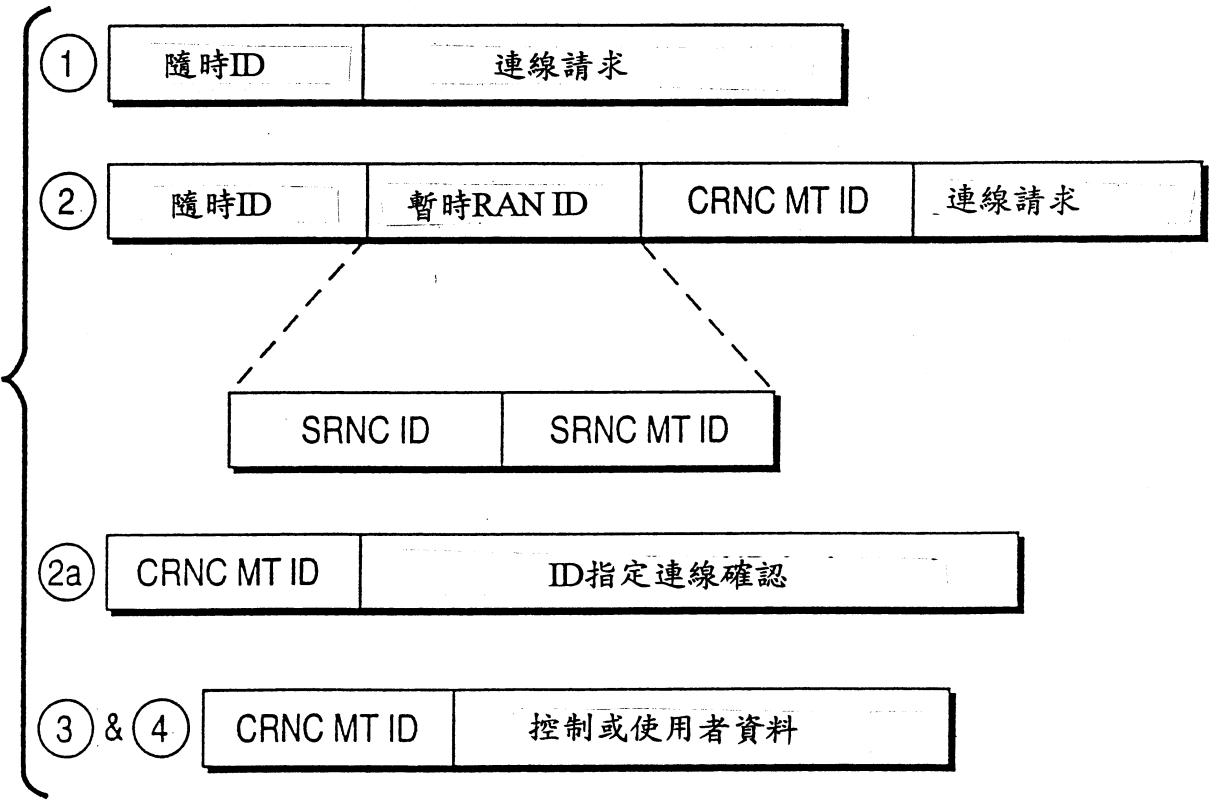 1 隨時ID 連線請求
2 隨時ID 暫時RAN ID CRNC MT ID 連線請求
SRNC ID SRNC MT ID
2a CRNC MT ID ID指定連線確認
3 & 4 CRNC MT ID 控制或使用者資料